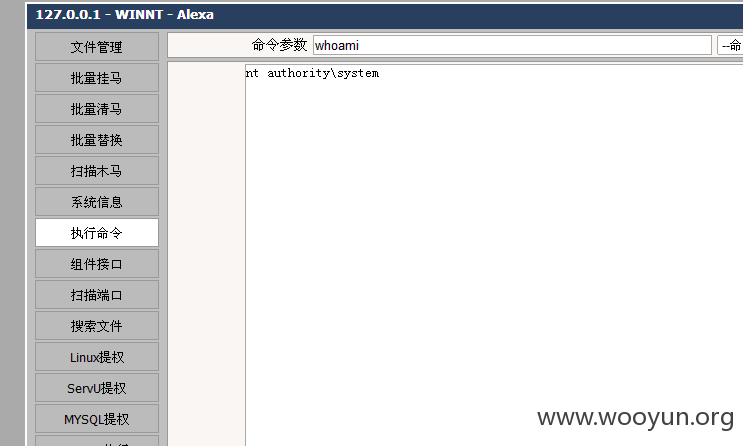 127.0.0.1 - WINNT - Alexa
文件管理
批量挂马
批量清马
批量替换
扫描木马
系统信息
执行命令
组件接口
扫描端口
搜索文件
Linux提权
ServU提权
MYSQL提权
命令参数 whoami --命
nt authority\system
www.wooyun.org